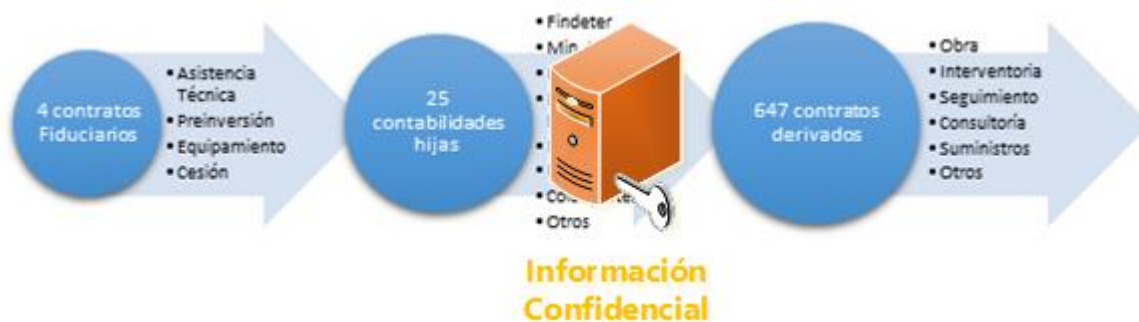 4 contratos
Fiduciarios
• Asistencia
Técnica
• Preinversión
• Equipamiento
• Cesión
25
contabilidades
hijas
• Findeter
• Otros
647 contratos
derivados
• Obra
• Interventoria
• Seguimiento
• Consultoría
• Suministros
• Otros
Información
Confidencial